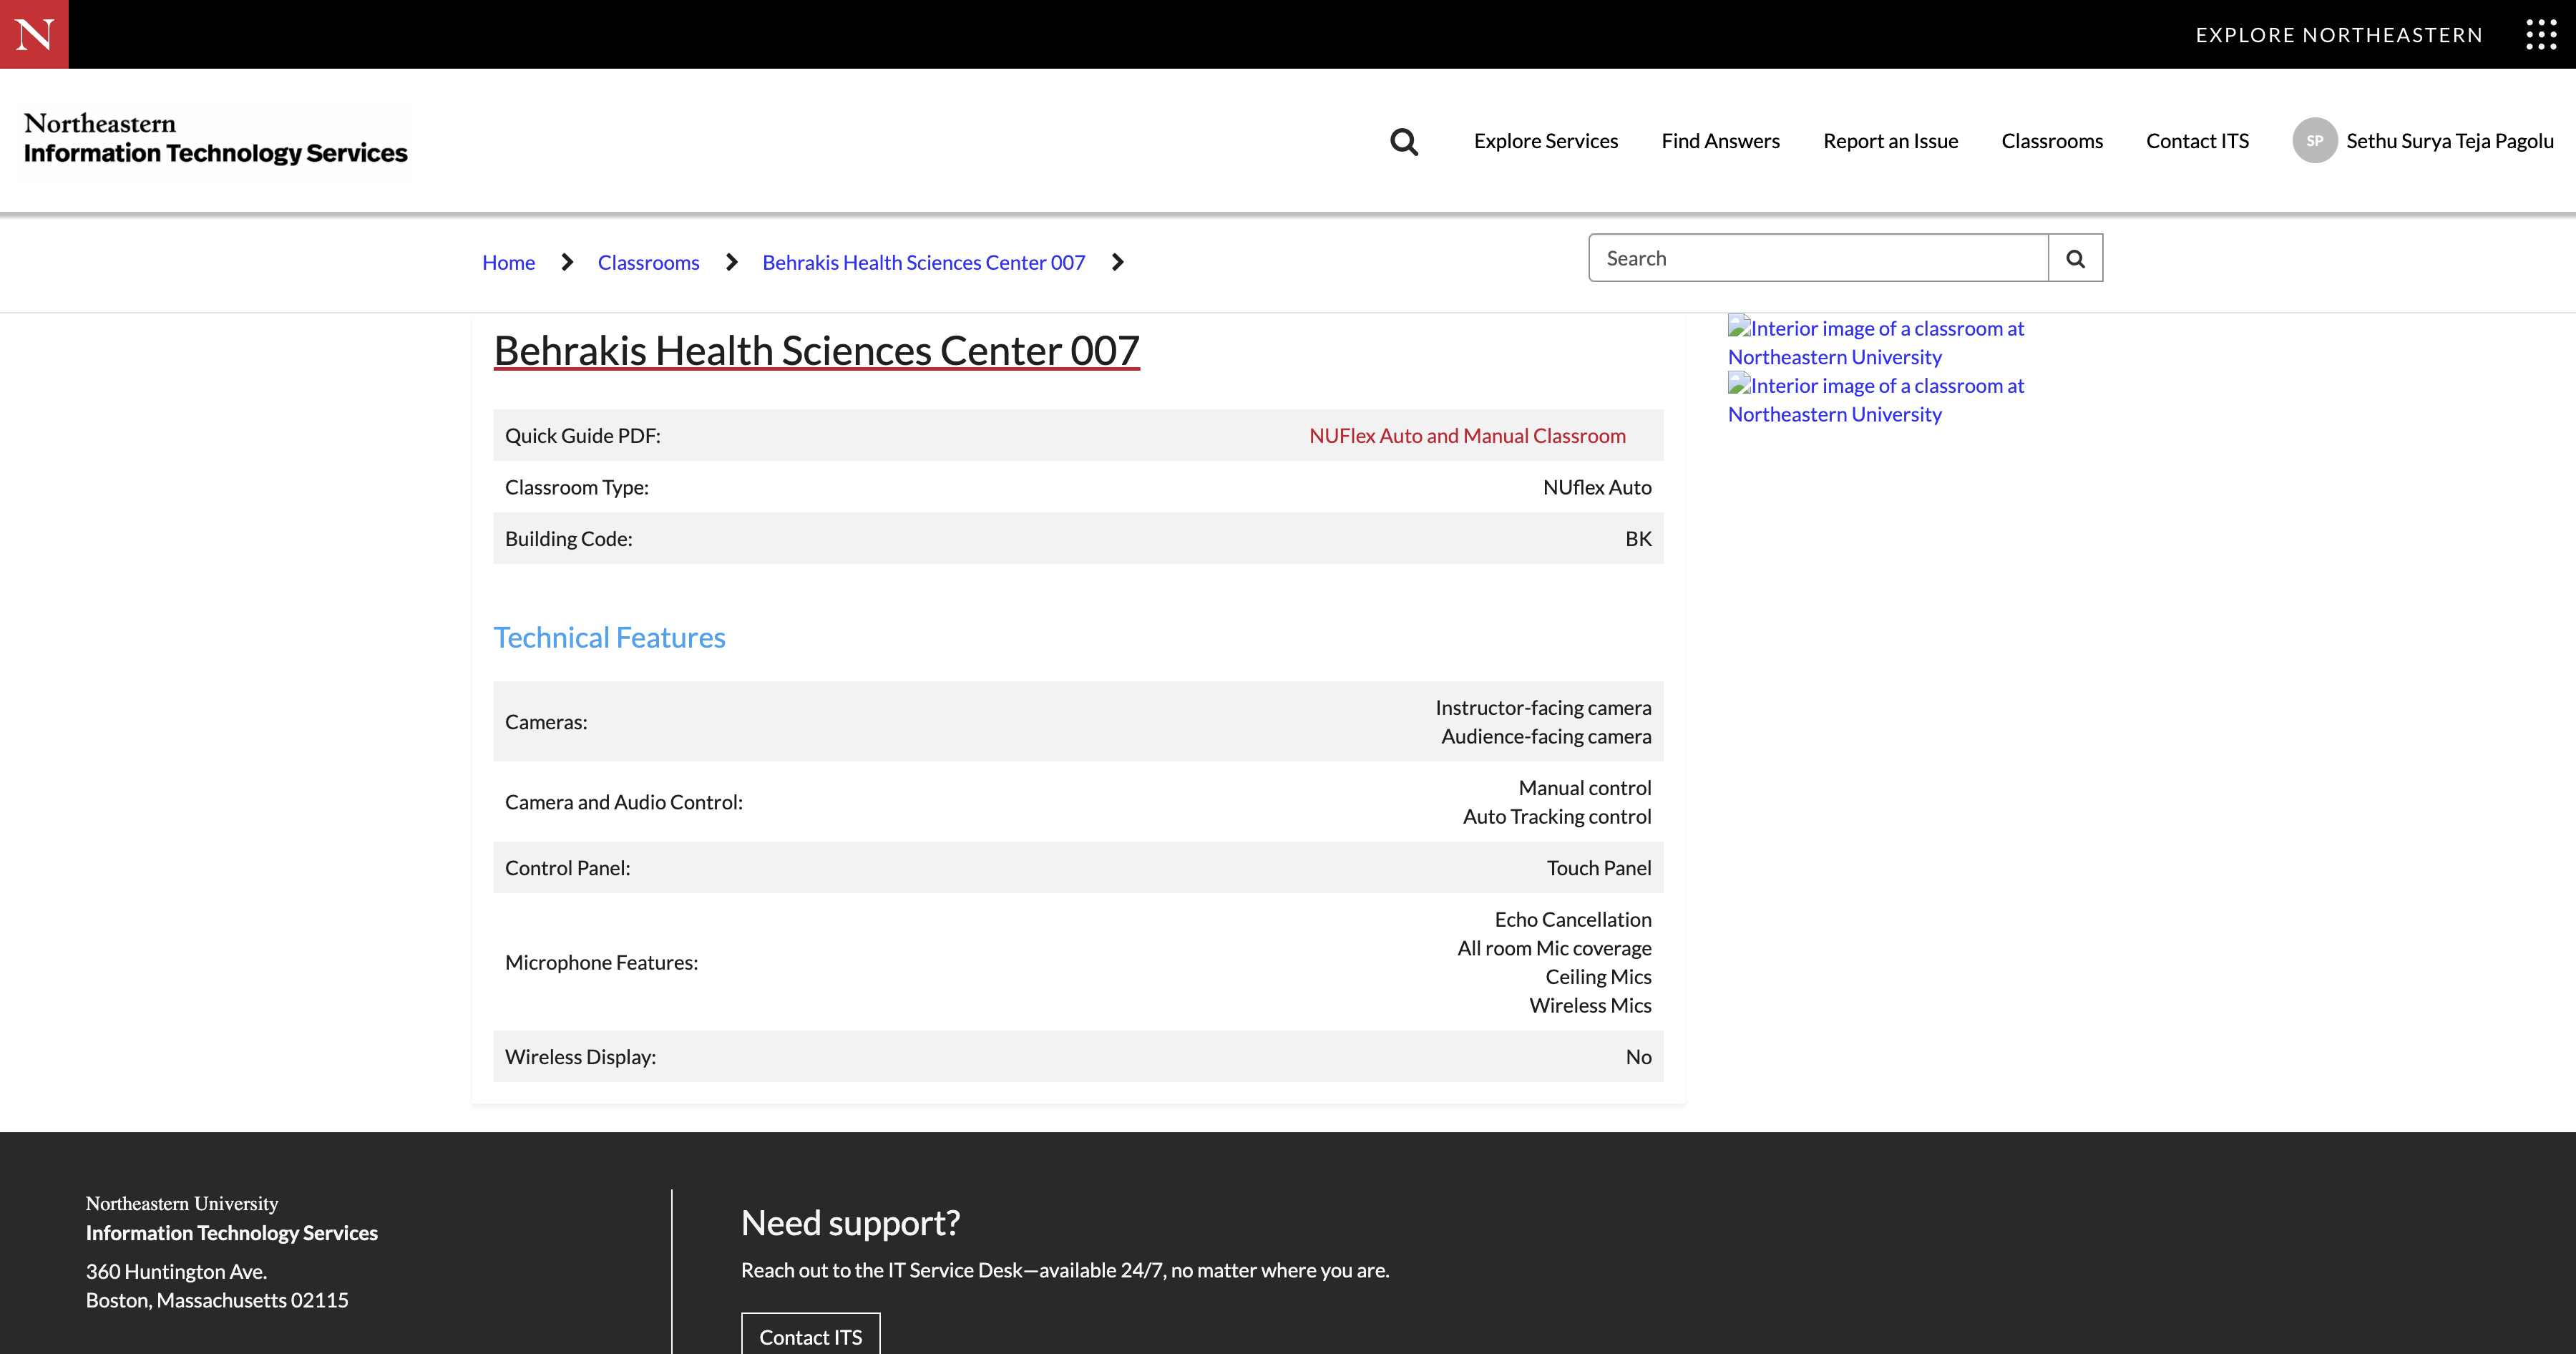 N
EXPLORE NORTHEASTERN
Northeastern
Information Technology Services
Explore Services
Find Answers
Report an Issue
Classrooms
Contact ITS
SP
Sethu Surya Teja Pagolu
Home
Classrooms
Behrakis Health Sciences Center 007
Search
Behrakis Health Sciences Center 007
Quick Guide PDF:
NUFlex Auto and Manual Classroom
Classroom Type:
NUflex Auto
Building Code:
BK
Interior image of a classroom at
Northeastern University
Interior image of a classroom at
Northeastern University
Technical Features
Cameras:
Instructor-facing camera
Audience-facing camera
Camera and Audio Control:
Manual control
Auto Tracking control
Control Panel:
Touch Panel
Microphone Features:
Echo Cancellation
All room Mic coverage
Ceiling Mics
Wireless Mics
Wireless Display:
No
Northeastern University
Information Technology Services
360 Huntington Ave.
Boston, Massachusetts 02115
Need support?
Reach out to the IT Service Desk—available 24/7, no matter where you are.
Contact ITS